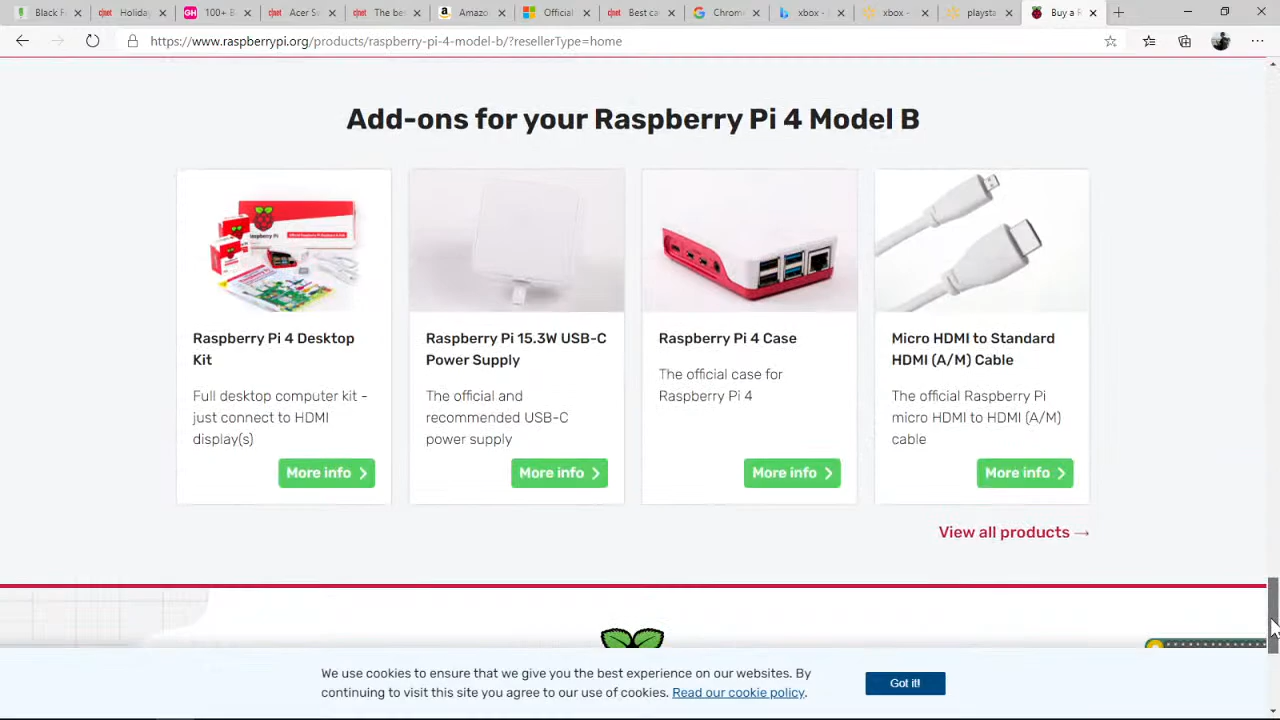 Black F
Holiday
GH 100+ B
Acer S
The be
Amazo
Official
Best ca
Chrom
xbox -
xbox -
playsta
Buy a R
https://www.raspberrypi.org/products/raspberry-pi-4-model-b/?resellerType=home
Add-ons for your Raspberry Pi 4 Model B
Raspberry Pi 4 Desktop
Kit
Full desktop computer kit -
just connect to HDMI
display(s)
More info
Raspberry Pi 15.3W USB-C
Power Supply
The official and
recommended USB-C
power supply
More info
Raspberry Pi 4 Case
The official case for
Raspberry Pi 4
More info
Micro HDMI to Standard
HDMI (A/M) Cable
The official Raspberry Pi
micro HDMI to HDMI (A/M)
cable
More info
View all products →
We use cookies to ensure that we give you the best experience on our websites. By
continuing to visit this site you agree to our use of cookies. Read our cookie policy.
Got it!